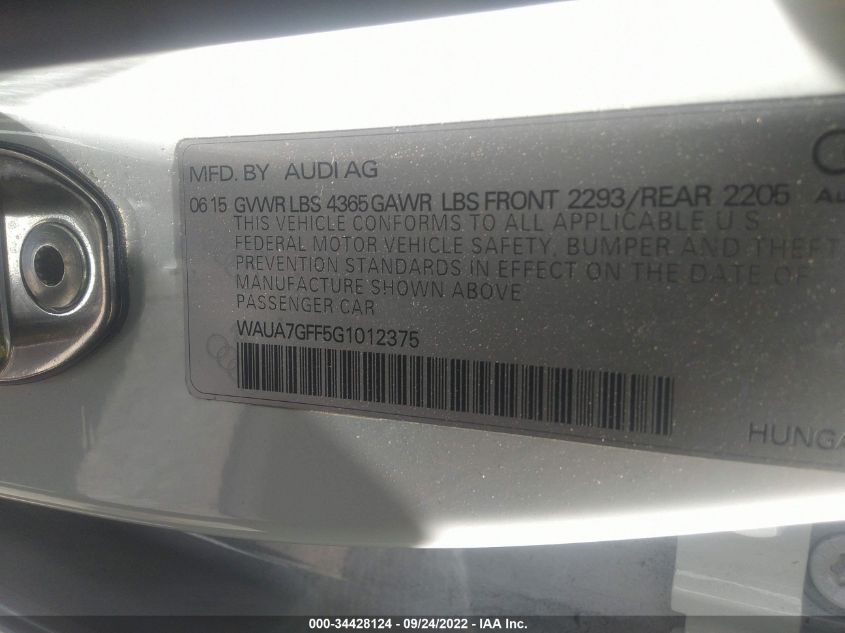 MFD. BY AUDI AG
06 15 GVWR LBS 4365 GAWR LBS FRONT 2293/REAR 2205
THIS VEHICLE CONFORMS TO ALL APPLICABLE U S
FEDERAL MOTOR VEHICLE SAFETY, BUMPER AND THEFT
PREVENTION STANDARDS IN EFFECT ON THE DATE OF
MANUFACTURE SHOWN ABOVE
PASSENGER CAR
WAUA7GFF5G1012375
HUNGA
000-34428124 - 09/24/2022 - IAA Inc.